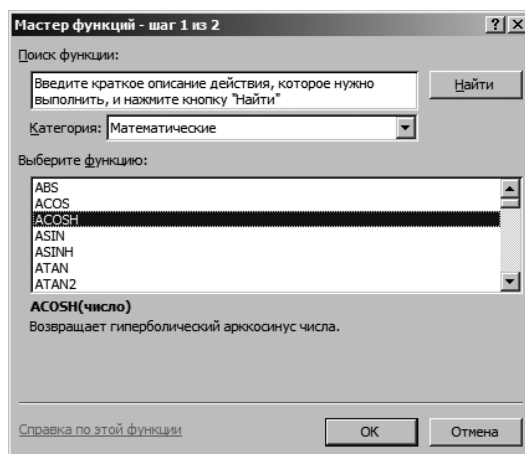 Мастер функций - шаг 1 из 2
Поиск функции:
Введите краткое описание действия, которое нужно
выполнить, и нажмите кнопку "Найти"
Найти
Категория: Математические
Выберите функцию:
ABS
ACOS
ACOSH
ASIN
ASINH
ATAN
ATAN2
ACOSH(число)
Возвращает гиперболический арккосинус числа.
Справка по этой функции
ОК
Отмена